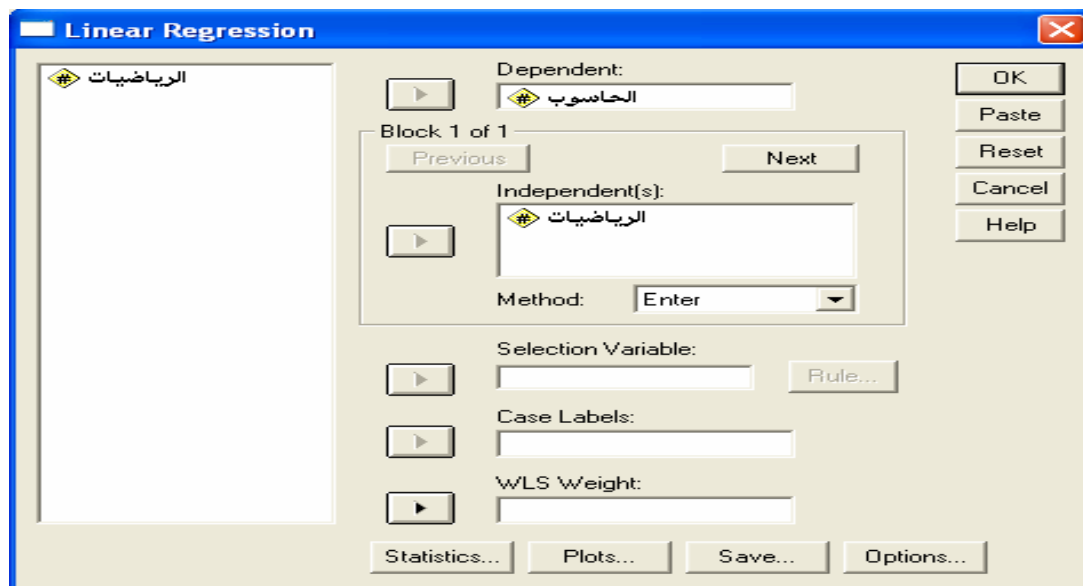 Linear Regression
الرياضيات
Dependent:
الحاسوب
Block 1 of 1
Previous
Next
Independent(s):
الرياضيات
Method:
Enter
Selection Variable:
Rule...
Case Labels:
WLS Weight:
Statistics...
Plots...
Save...
Options...
OK
Paste
Reset
Cancel
Help